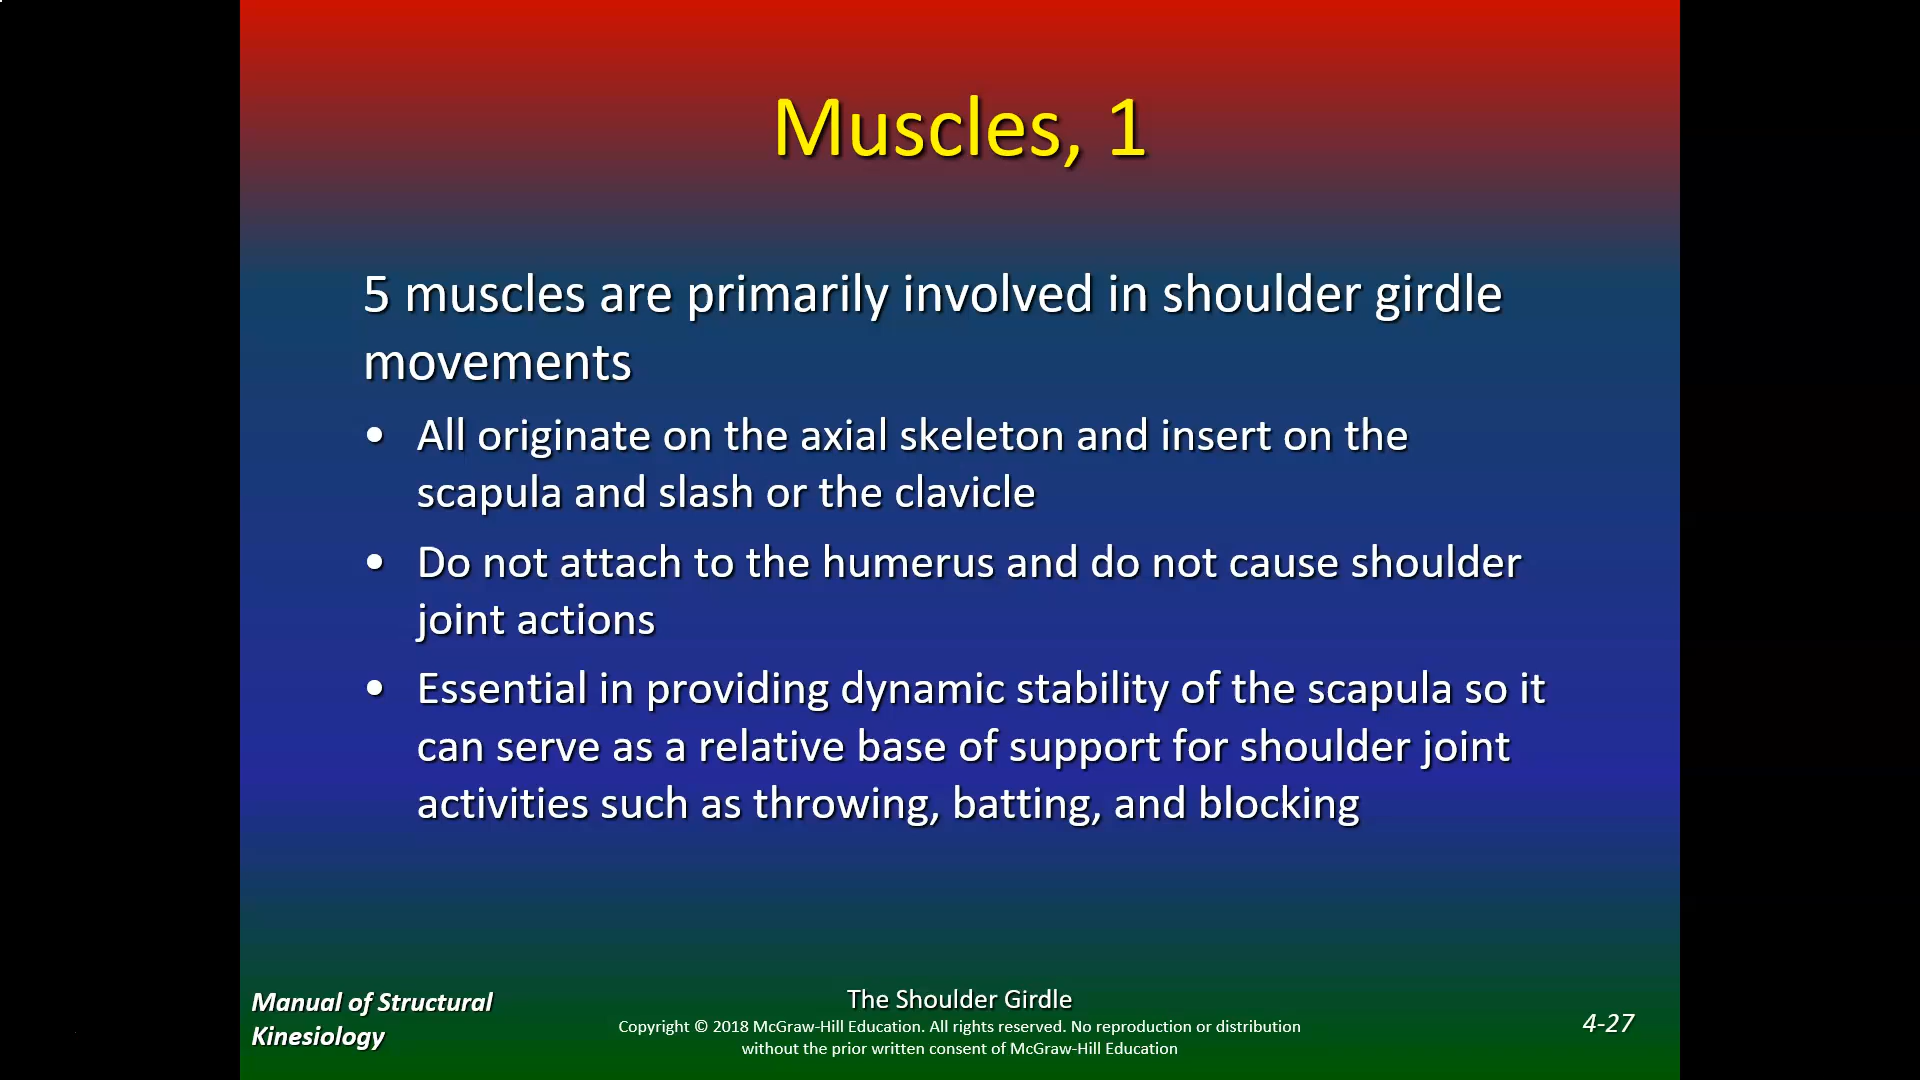 Muscles, 1
5 muscles are primarily involved in shoulder girdle
movements
• All originate on the axial skeleton and insert on the
scapula and slash or the clavicle
• Do not attach to the humerus and do not cause shoulder
joint actions
• Essential in providing dynamic stability of the scapula so it
can serve as a relative base of support for shoulder joint
activities such as throwing, batting, and blocking
Manual of Structural
Kinesiology
The Shoulder Girdle
Copyright © 2018 McGraw-Hill Education. All rights reserved. No reproduction or distribution
without the prior written consent of McGraw-Hill Education
4-27